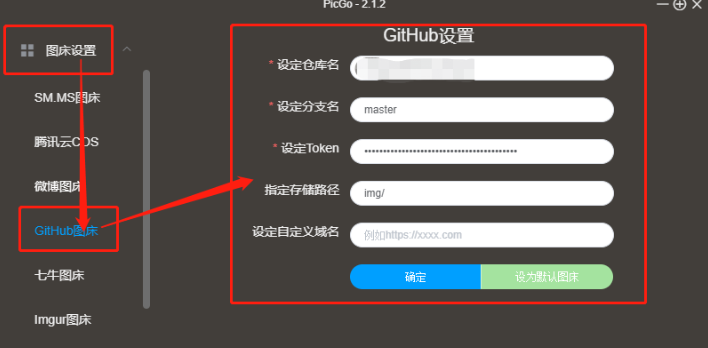 PicGo - 2.1.2
图床设置
SM.MS图床
腾讯云COS
微博图床
GitHub图床
七牛图床
Imgur图床
GitHub设置
* 设定仓库名
* 设定分支名
master
* 设定Token
指定存储路径
img/
设定自定义域名
例如https://xxxx.com
确定
设为默认图床